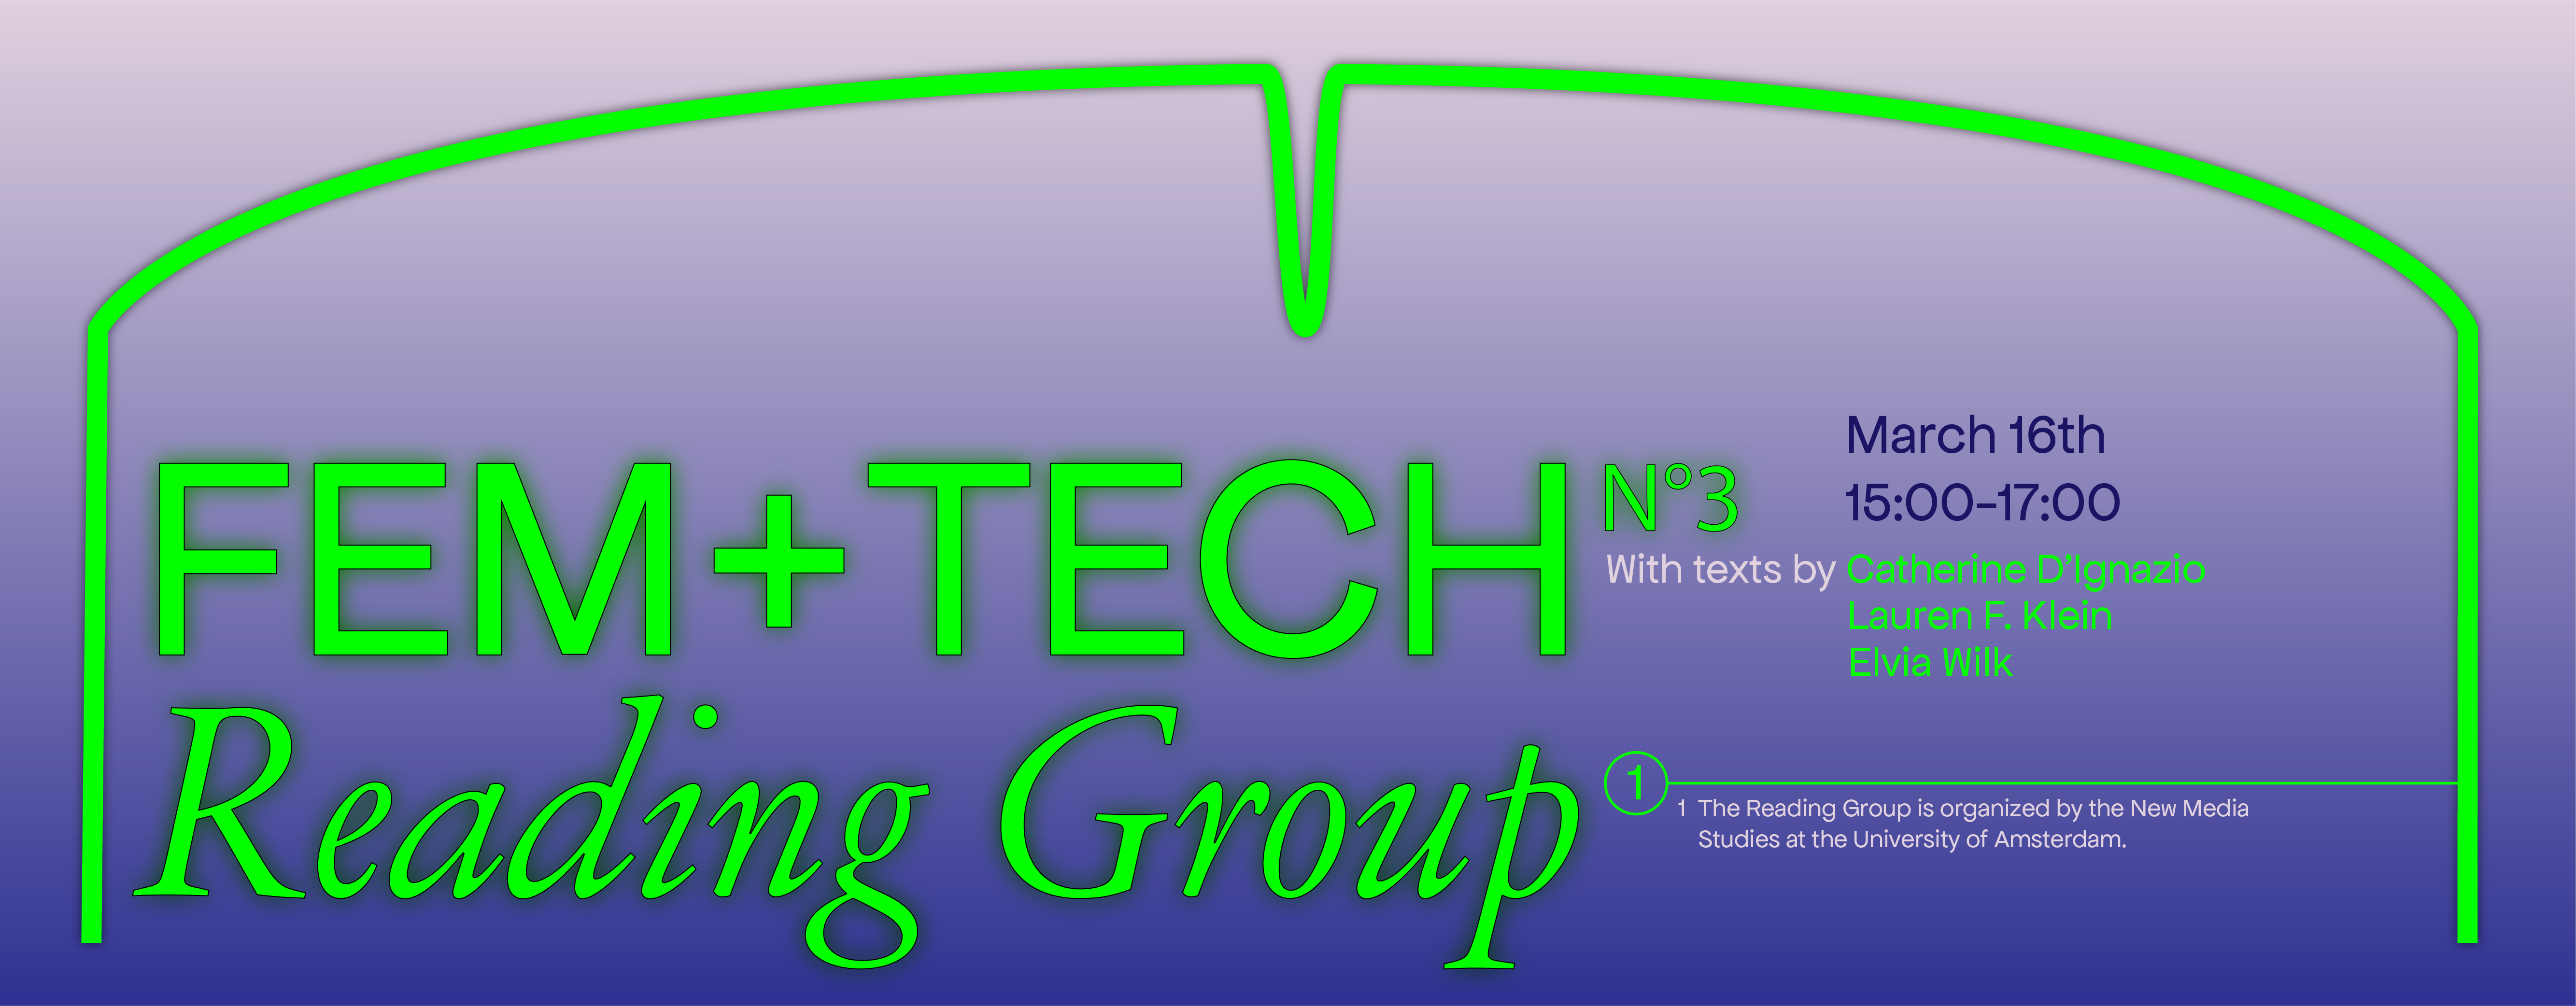 FEM+TECH N°3
Reading Group
March 16th
15:00–17:00
With texts by Catherine D’Ignazio
Lauren F. Klein
Elvia Wilk
1
1 The Reading Group is organized by the New Media
Studies at the University of Amsterdam.